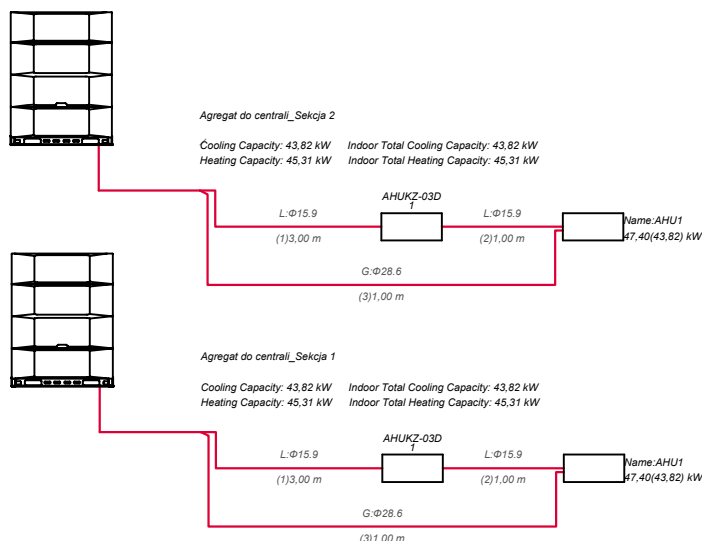 Agregat do centrali_Sekcja 2
Cooling Capacity: 43,82 kW Indoor Total Cooling Capacity: 43,82 kW
Heating Capacity: 45,31 kW Indoor Total Heating Capacity: 45,31 kW
AHUKZ-03D
1
L:Φ15.9
(1)3,00 m
L:Φ15.9
(2)1,00 m
Name:AHU1
47,40(43,82) kW
G:Φ28.6
(3)1,00 m
Agregat do centrali_Sekcja 1
Cooling Capacity: 43,82 kW Indoor Total Cooling Capacity: 43,82 kW
Heating Capacity: 45,31 kW Indoor Total Heating Capacity: 45,31 kW
AHUKZ-03D
1
L:Φ15.9
(1)3,00 m
L:Φ15.9
(2)1,00 m
Name:AHU1
47,40(43,82) kW
G:Φ28.6
(3)1,00 m